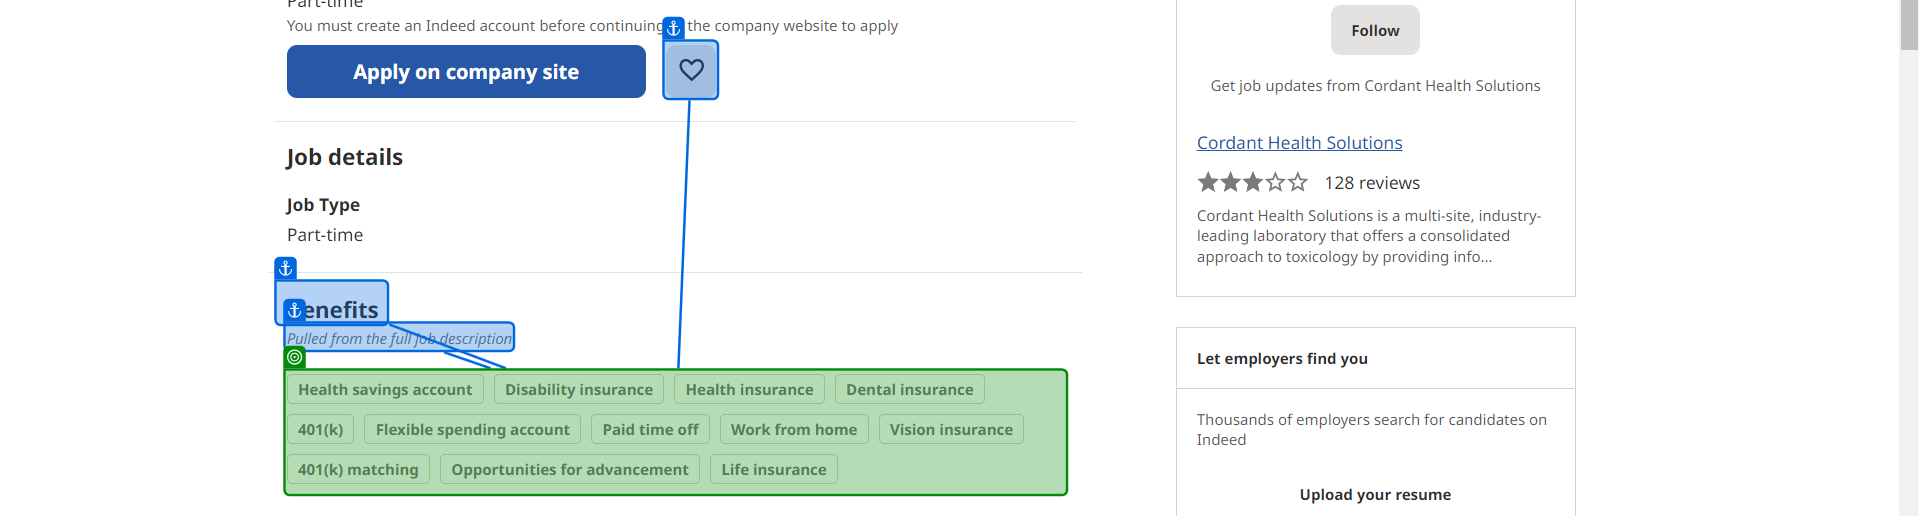 Part-time
You must create an Indeed account before continuing the company website to apply
Apply on company site
Job details
Job Type
Part-time
enefits
Pulled from the full job description
Health savings account
Disability insurance
Health insurance
Dental insurance
401(k)
Flexible spending account
Paid time off
Work from home
Vision insurance
401(k) matching
Opportunities for advancement
Life insurance
Follow
Get job updates from Cordant Health Solutions
Cordant Health Solutions
128 reviews
Cordant Health Solutions is a multi-site, industry-
leading laboratory that offers a consolidated
approach to toxicology by providing info...
Let employers find you
Thousands of employers search for candidates on
Indeed
Upload your resume